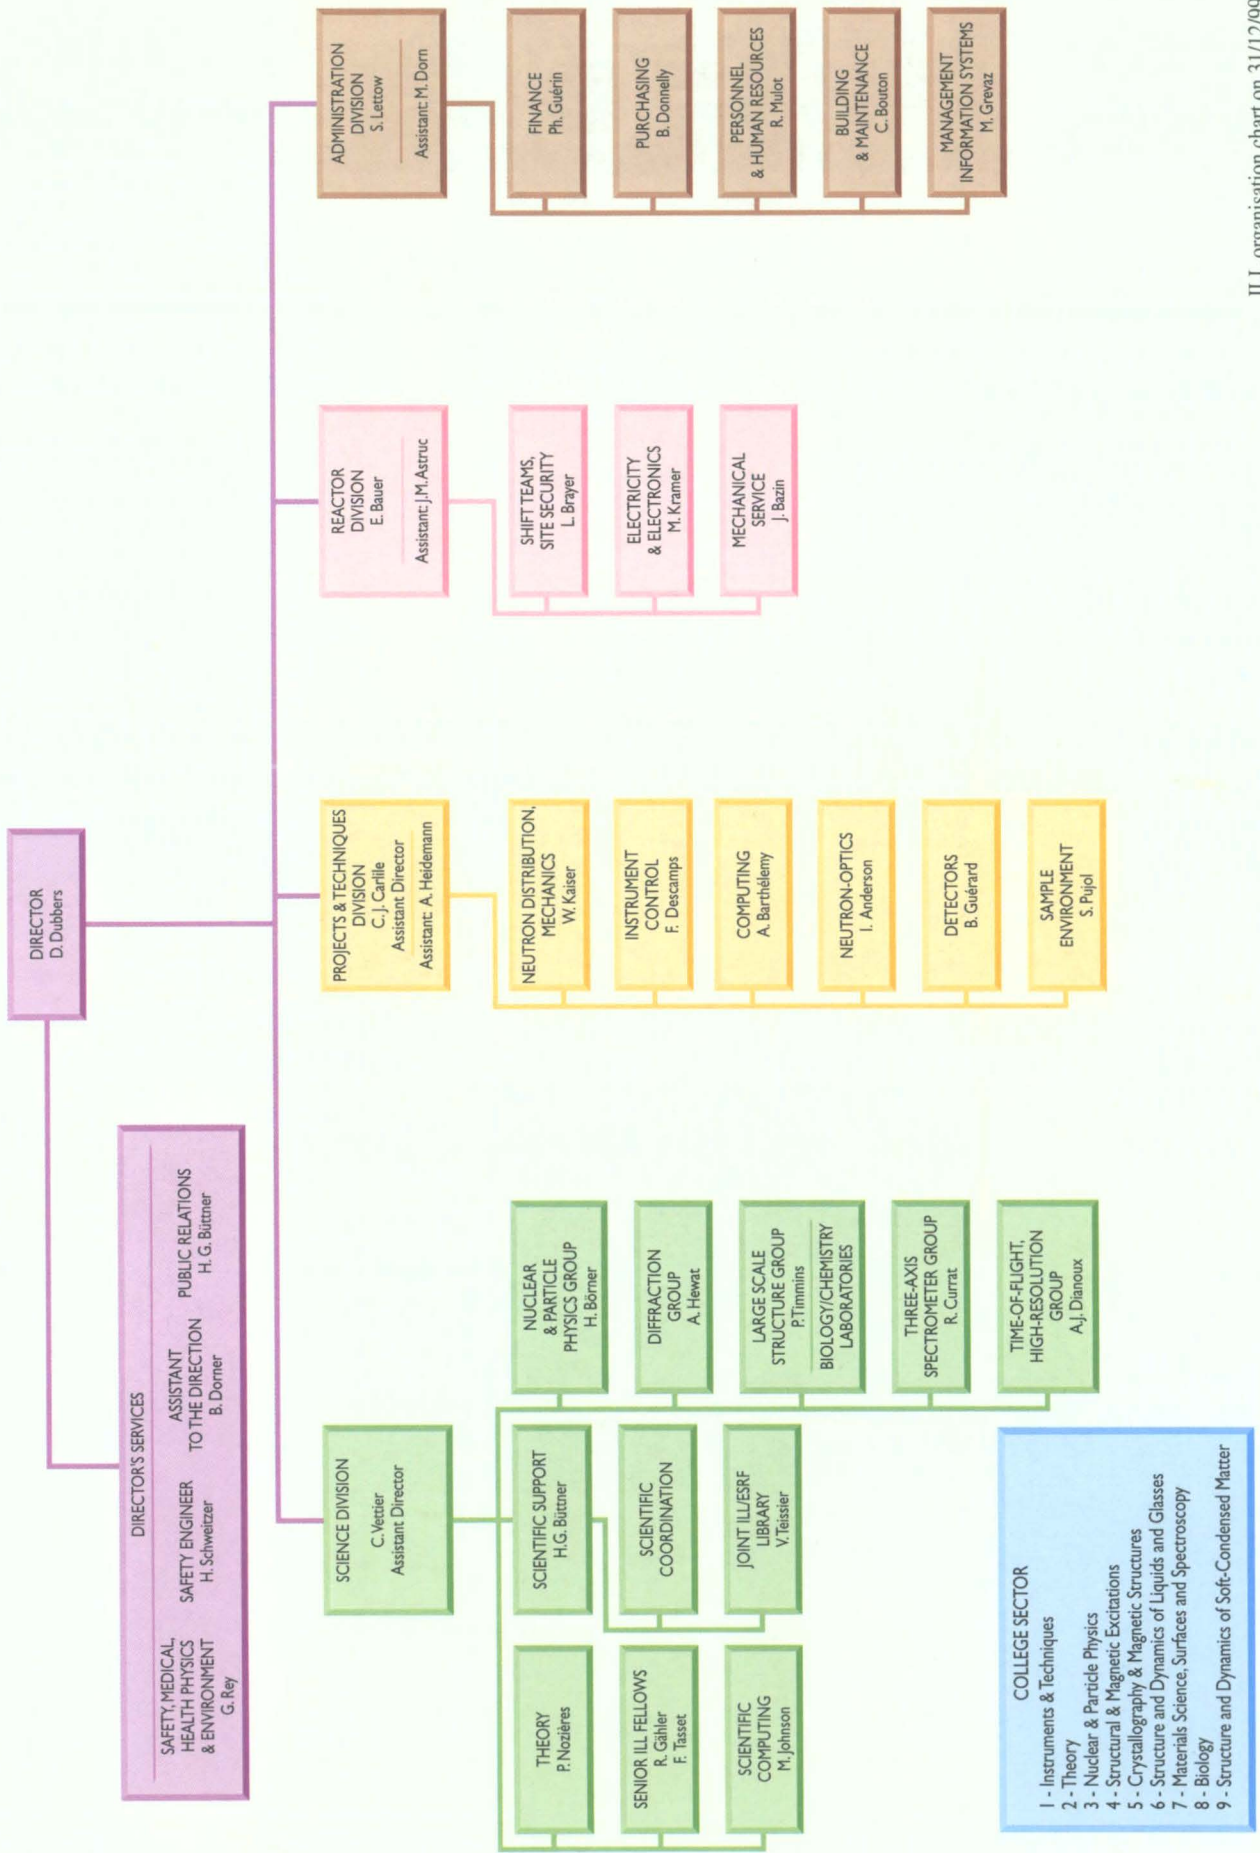 DIRECTOR
D. Dubbers
DIRECTOR'S SERVICES
SAFETY, MEDICAL,
HEALTH PHYSICS
& ENVIRONMENT
G. Rey
SAFETY ENGINEER
H. Schweitzer
ASSISTANT
TO THE DIRECTION
B. Dorner
PUBLIC RELATIONS
H. G. Büttner
SCIENCE DIVISION
C. Vettier
Assistant Director
THEORY
P. Nozières
SENIOR ILL FELLOWS
R. Gähler
F. Tasset
SCIENTIFIC
COMPUTING
M. Johnson
SCIENTIFIC SUPPORT
H.G. Büttner
SCIENTIFIC
COORDINATION
JOINT ILL/ESRF
LIBRARY
V. Teissier
NUCLEAR
& PARTICLE
PHYSICS GROUP
H. Börner
DIFFRACTION
GROUP
A. Hewat
LARGE SCALE
STRUCTURE GROUP
P. Timmins
BIOLOGY/CHEMISTRY
LABORATORIES
THREE-AXIS
SPECTROMETER GROUP
R. Currat
TIME-OF-FLIGHT,
HIGH-RESOLUTION
GROUP
A.J. Dianoux
PROJECTS & TECHNIQUES
DIVISION
C. J. Carlile
Assistant Director
Assistant: A. Heidemann
NEUTRON DISTRIBUTION,
MECHANICS
W. Kaiser
INSTRUMENT
CONTROL
F. Descamps
COMPUTING
A. Barthélemy
NEUTRON-OPTICS
I. Anderson
DETECTORS
B. Guérard
SAMPLE
ENVIRONMENT
S. Pujol
REACTOR
DIVISION
E. Bauer
Assistant: J.M. Astruc
SHIFT TEAMS,
SITE SECURITY
L. Brayer
ELECTRICITY
& ELECTRONICS
M. Kramer
MECHANICAL
SERVICE
J. Bazin
ADMINISTRATION
DIVISION
S. Lettow
Assistant: M. Dorn
FINANCE
Ph. Guérin
PURCHASING
B. Donnelly
PERSONNEL
& HUMAN RESOURCES
R. Mulot
BUILDING
& MAINTENANCE
C. Bouton
MANAGEMENT
INFORMATION SYSTEMS
M. Grevaz
COLLEGE SECTOR
1 - Instruments & Techniques
2 - Theory
3 - Nuclear & Particle Physics
4 - Structural & Magnetic Excitations
5 - Crystallography & Magnetic Structures
6 - Structure and Dynamics of Liquids and Glasses
7 - Materials Science, Surfaces and Spectroscopy
8 - Biology
9 - Structure and Dynamics of Soft-Condensed Matter
ILL organisation chart on 31/12/99